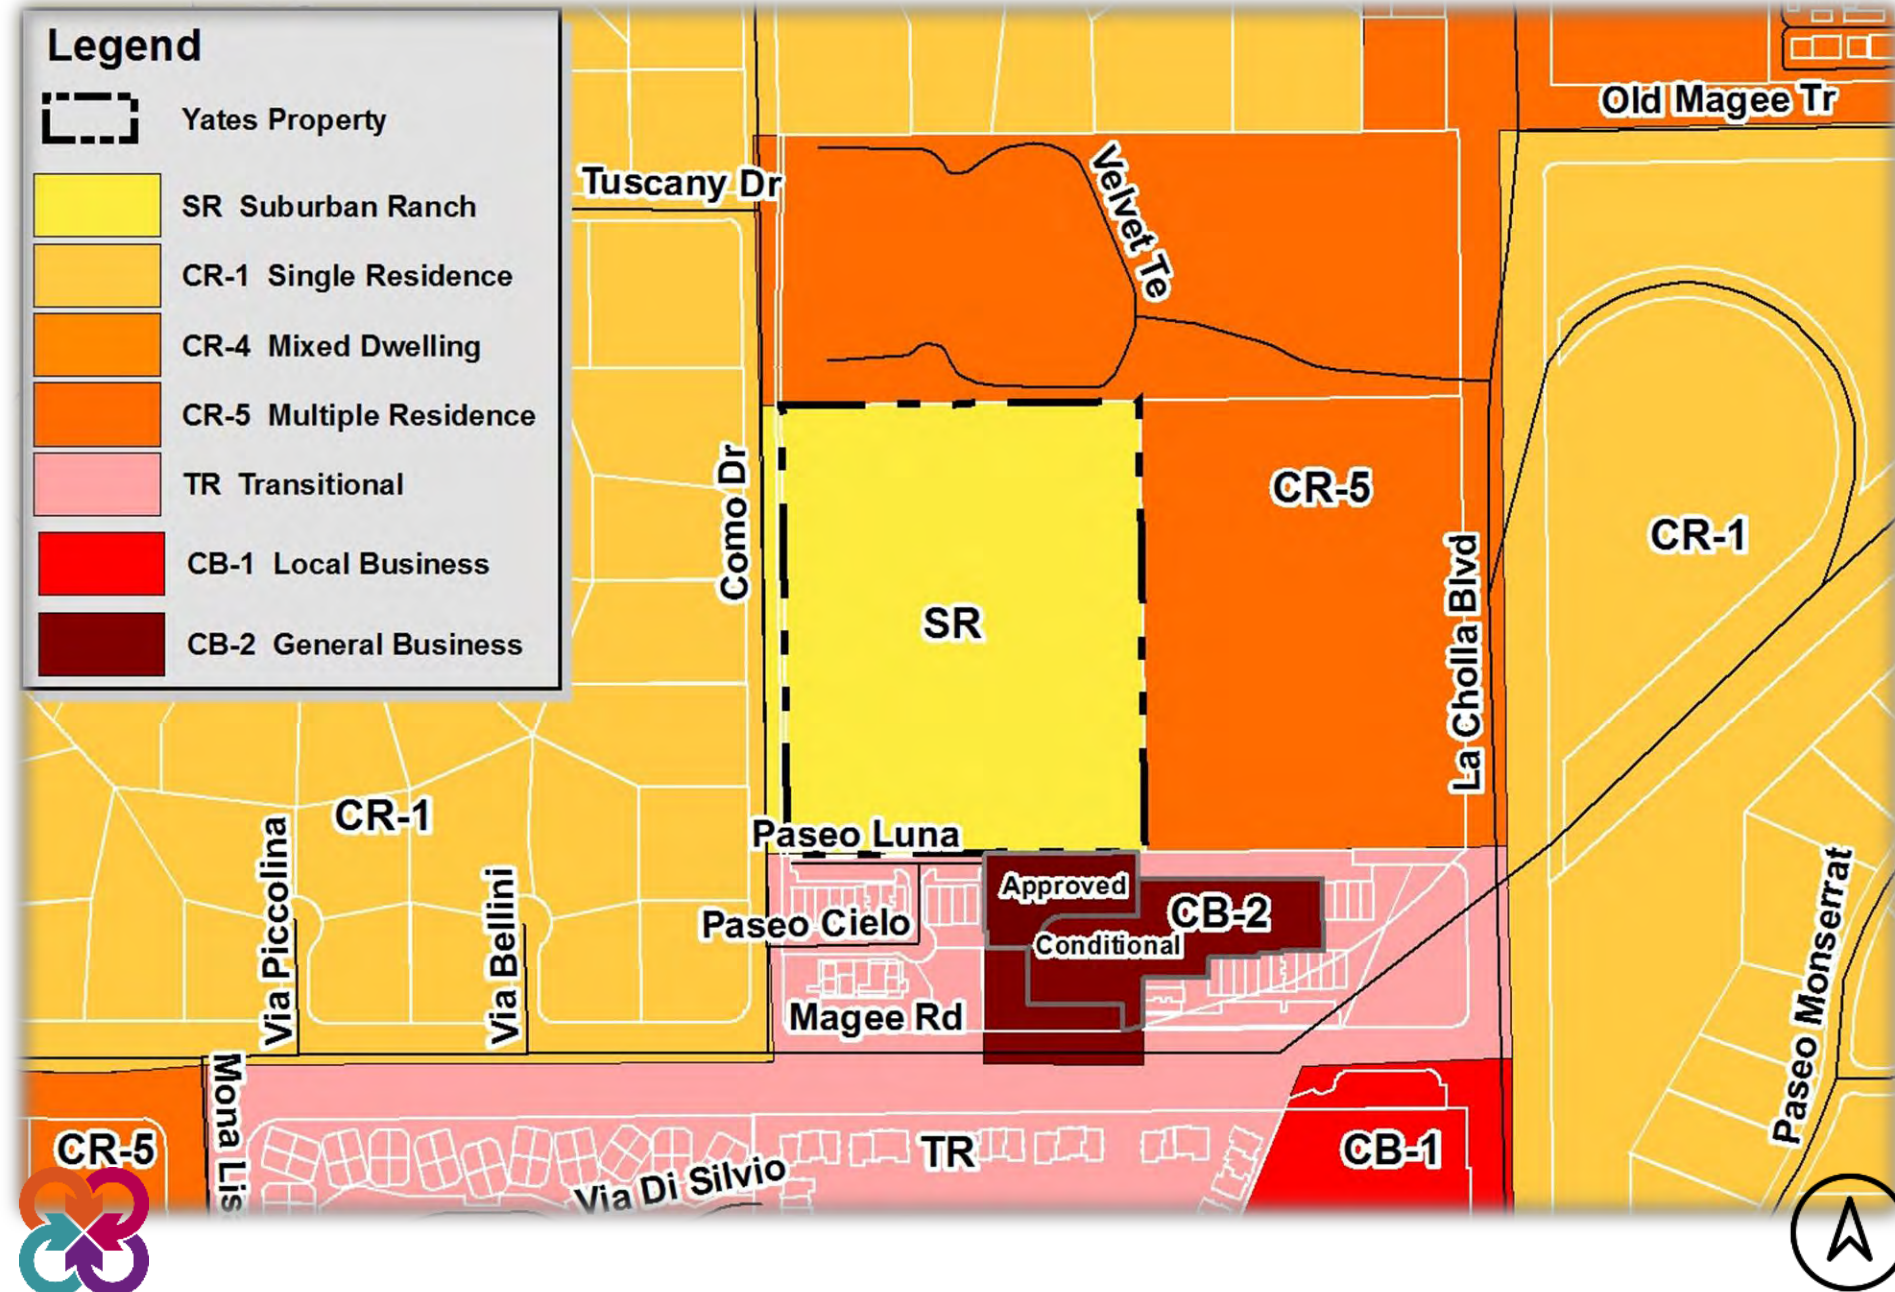 Legend
Yates Property
SR Suburban Ranch
CR-1 Single Residence
CR-4 Mixed Dwelling
CR-5 Multiple Residence
TR Transitional
CB-1 Local Business
CB-2 General Business
Old Magee Tr
Tuscany Dr
Velvet Te
Como Dr
CR-5
CR-1
SR
La Cholla Blvd
CR-1
Paseo Luna
Approved
CB-2
Paseo Cielo
Conditional
Via Piccolina
Via Bellini
Magee Rd
Paseo Monserrat
Mona Lis
CR-5
TR
CB-1
Via Di Silvio